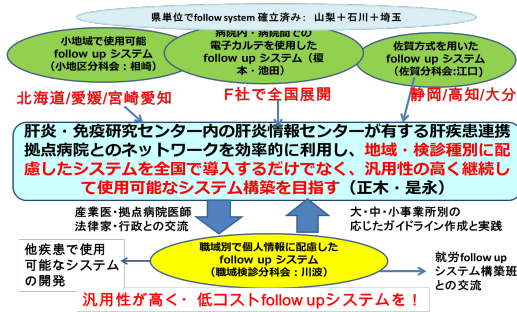 県単位でfollow system 確立済み： 山梨＋石川＋埼玉
小地域で使用可能
follow up システム
（小地区分科会：相崎）
病院内・病院間での
電子カルテを使用した
follow up システム（榎
本・池田）
佐賀方式を用いた
follow up システム
（佐賀分科会:江口）
北海道/愛媛/宮崎愛知
F社で全国展開
静岡/高知/大分
肝炎・免疫研究センター内の肝炎情報センターが有する肝疾患連携
拠点病院とのネットワークを効率的に利用し、地域・検診種別に配
慮したシステムを全国で導入するだけでなく、汎用性の高く継続し
て使用可能なシステム構築を目指す（正木・是永）
産業医・拠点病院医師
法律家・行政との交流
大・中・小事業所別の
応じたガイドライン作成と実践
他疾患で使用
可能なシステム
の開発
職域別で個人情報に配慮した
follow up システム
（職域検診分科会：川波）
就労follow up
システム構築班
との交流
汎用性が高く・低コストfollow upシステムを！